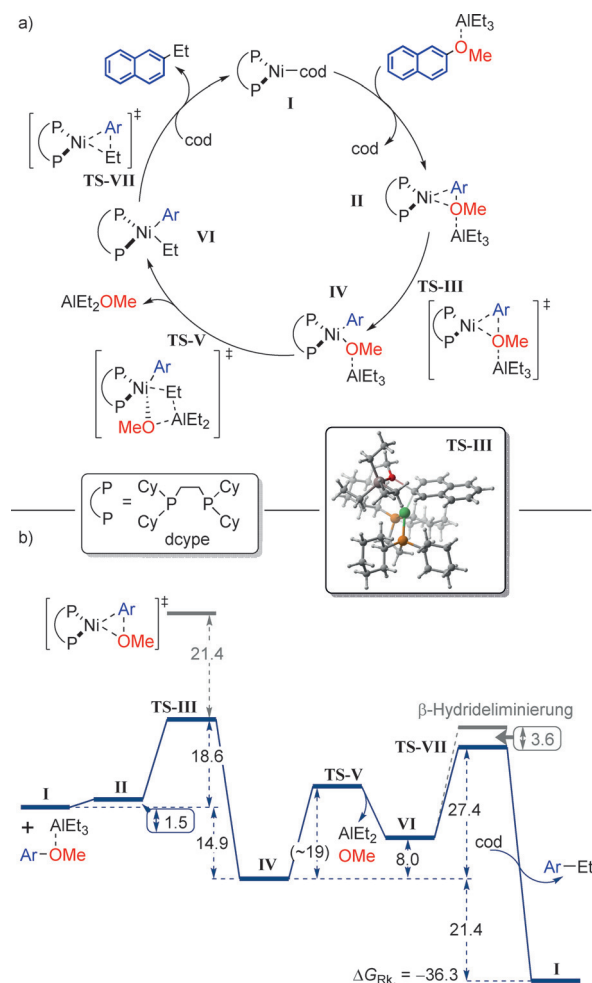 a)
AlEt3
Et
P
Ni—cod
P
I
OMe
cod
cod
[ P Ni Ar Et P ]‡
TS-VII
II
P Ni Ar OMe P
AlEt3
P Ni Ar Et P
VI
IV
TS-III
AlEt2OMe
TS-V
P Ni Ar OMe P
AlEt3
[ P Ni Ar OMe P AlEt3 ]‡
[ P Ni Ar Et MeO AlEt2 P ]‡
TS-III
P P = Cy P P Cy
Cy Cy
dcype
b)
[ P Ni Ar OMe P ]‡
21.4
β-Hydrideliminierung
TS-III
TS-VII
3.6
18.6
TS-V
I
II
VI
27.4
+
AlEt3
Ar—OMe
1.5
14.9
IV
(~19)
AlEt2
OMe
8.0
cod
Ar—Et
21.4
I
ΔGRk = −36.3